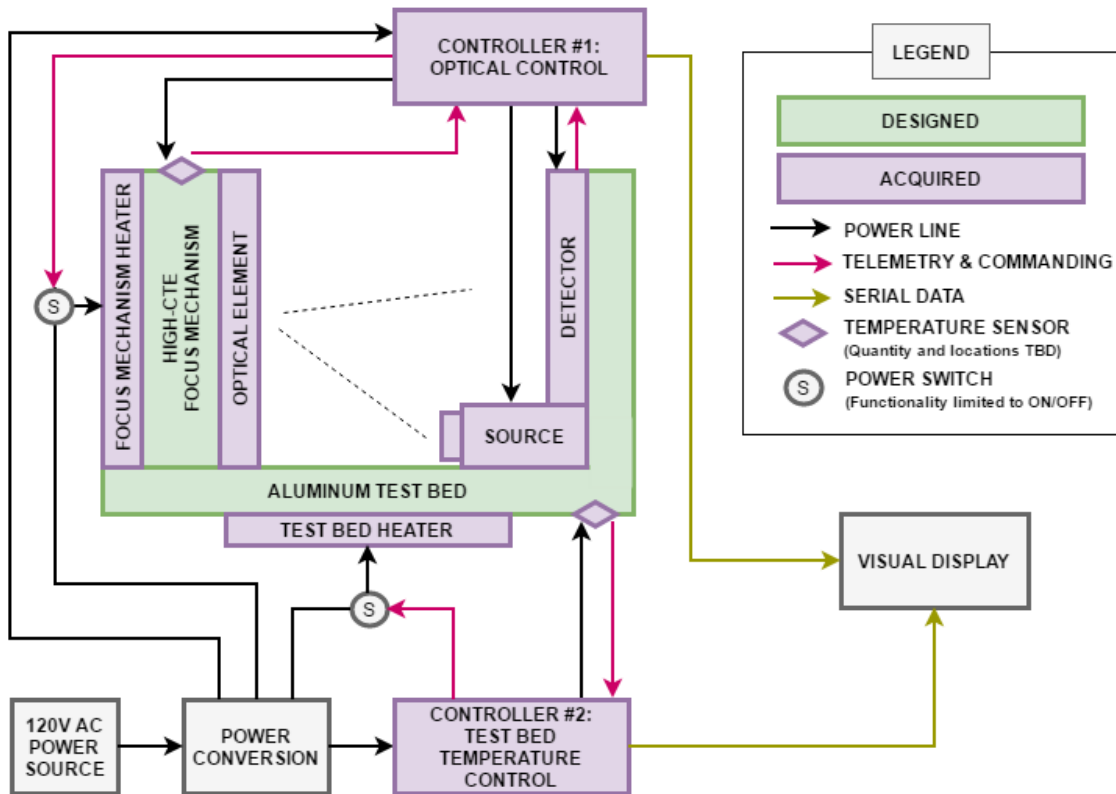 CONTROLLER #1:
OPTICAL CONTROL
LEGEND
DESIGNED
ACQUIRED
POWER LINE
TELEMETRY & COMMANDING
SERIAL DATA
TEMPERATURE SENSOR
(Quantity and locations TBD)
S
POWER SWITCH
(Functionality limited to ON/OFF)
S
FOCUS MECHANISM HEATER
HIGH-CTE
FOCUS MECHANISM
OPTICAL ELEMENT
DETECTOR
SOURCE
ALUMINUM TEST BED
TEST BED HEATER
S
VISUAL DISPLAY
120V AC
POWER
SOURCE
POWER
CONVERSION
CONTROLLER #2:
TEST BED
TEMPERATURE
CONTROL